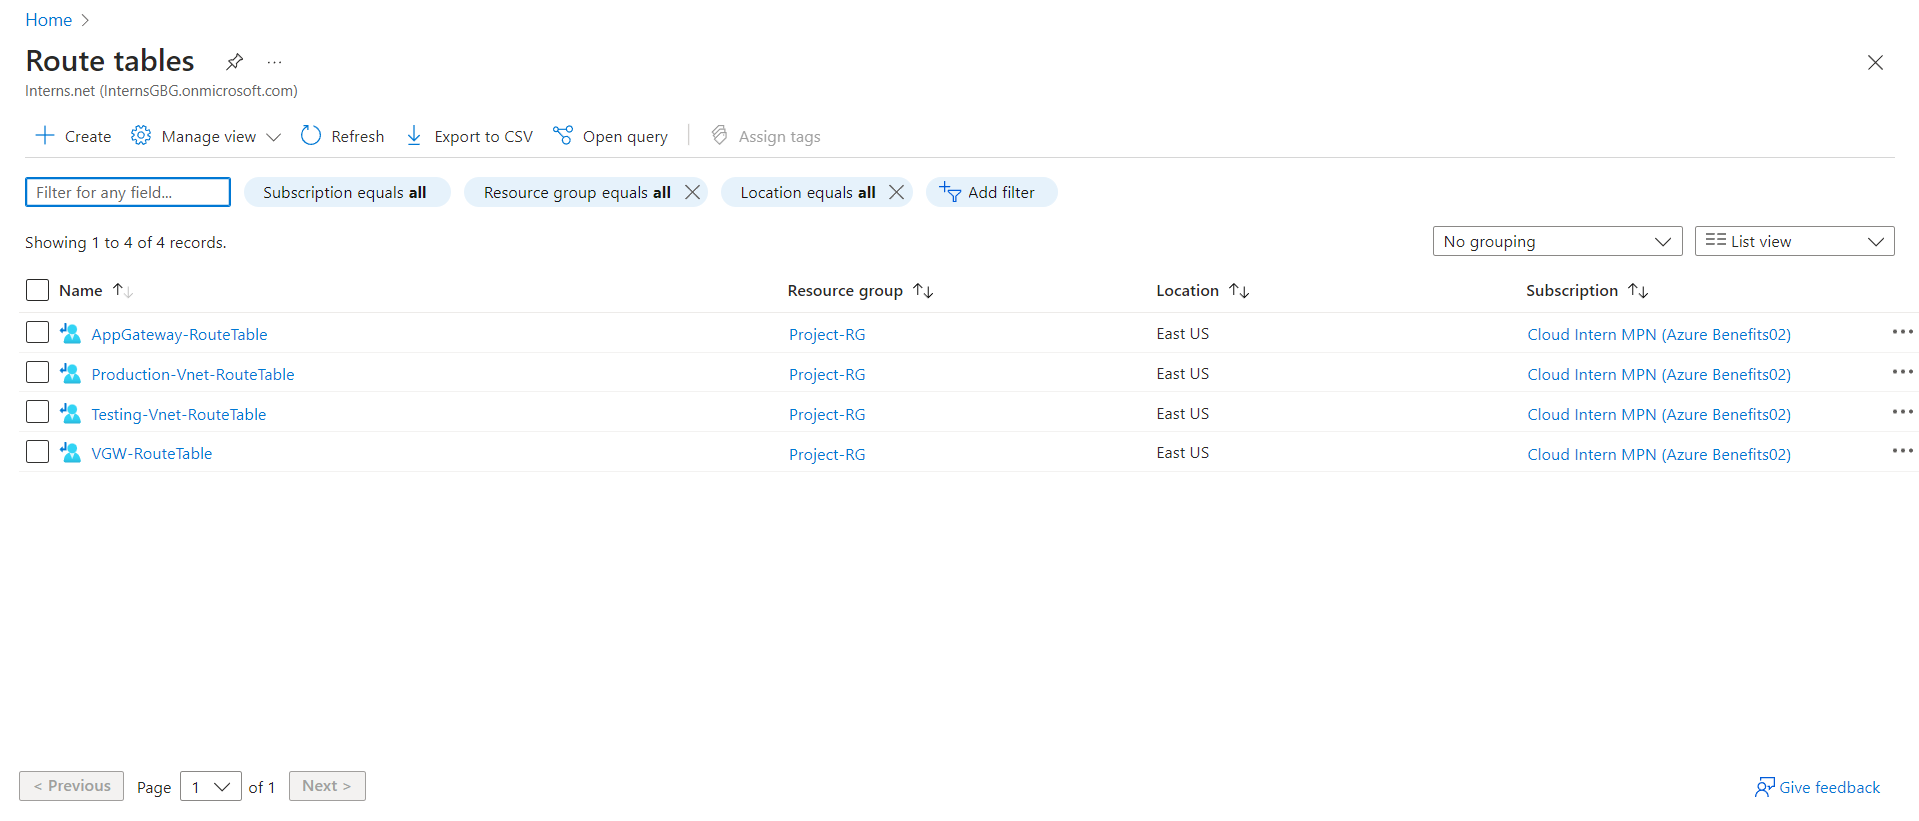 Home
Route tables
Interns.net (InternsGBG.onmicrosoft.com)
Create Manage view Refresh Export to CSV Open query Assign tags
Filter for any field... Subscription equals all Resource group equals all Location equals all Add filter
Showing 1 to 4 of 4 records. No grouping List view
Name Resource group Location Subscription
AppGateway-RouteTable Project-RG East US Cloud Intern MPN (Azure Benefits02)
Production-Vnet-RouteTable Project-RG East US Cloud Intern MPN (Azure Benefits02)
Testing-Vnet-RouteTable Project-RG East US Cloud Intern MPN (Azure Benefits02)
VGW-RouteTable Project-RG East US Cloud Intern MPN (Azure Benefits02)
< Previous Page 1 of 1 Next > Give feedback